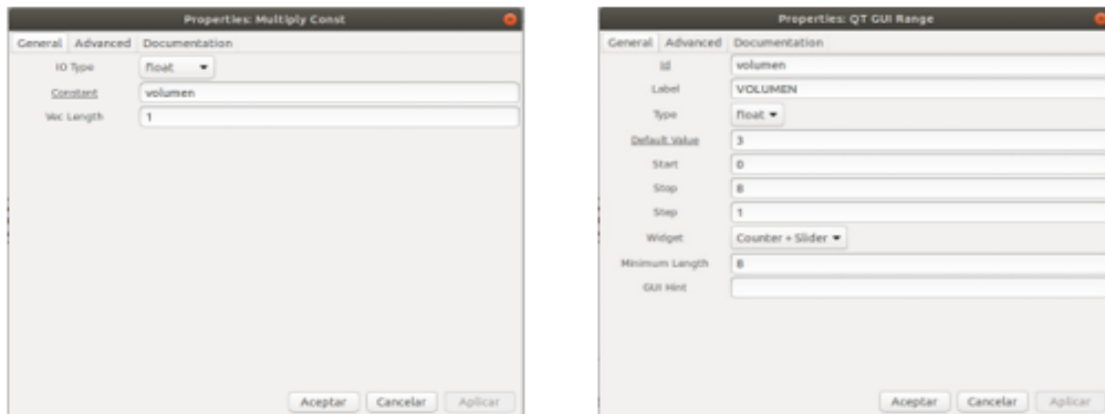 Properties: Multiply Const
General Advanced Documentation
IO Type float
Constant volumen
Vec Length 1
Aceptar Cancelar Aplicar
Properties: QT GUI Range
General Advanced Documentation
Id volumen
Label VOLUMEN
Type float
Default Value 3
Start 0
Stop 8
Step 1
Widget Counter + Slider
Minimum Length 8
GUI Hint
Aceptar Cancelar Aplicar